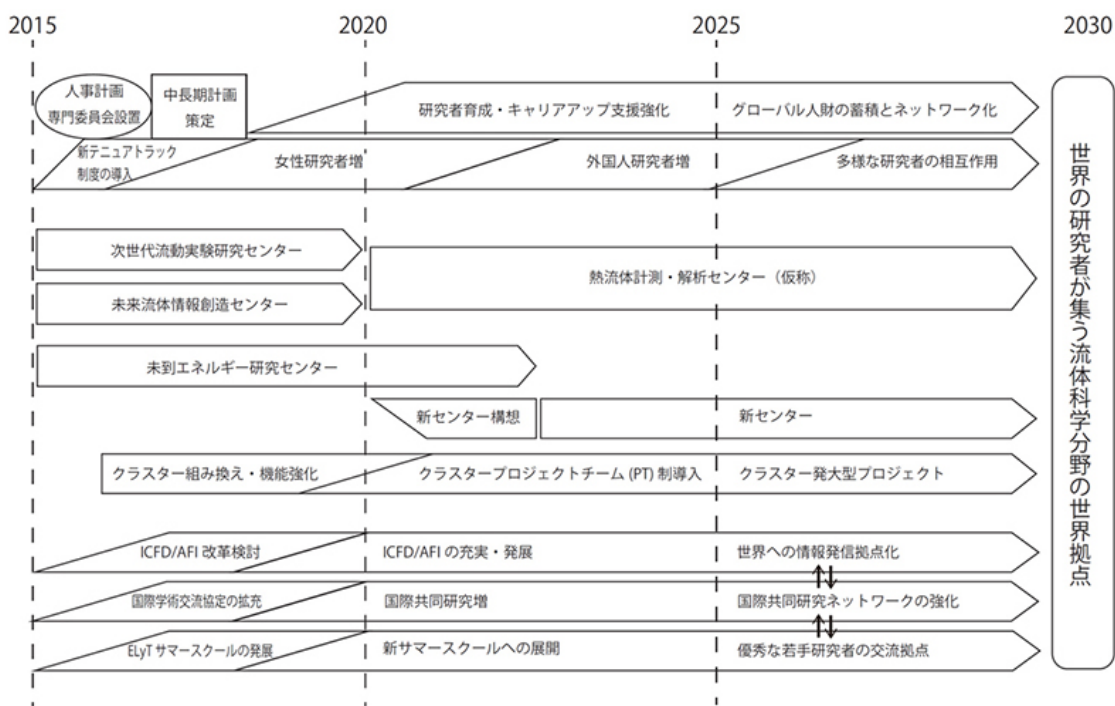 2015 2020 2025 2030
人事計画
専門委員会設置
中長期計画
策定
研究者育成・キャリアアップ支援強化 グローバル人財の蓄積とネットワーク化
新テニュアトラック
制度の導入
女性研究者増 外国人研究者増 多様な研究者の相互作用
次世代流動実験研究センター
未来流体情報創造センター
熱流体計測・解析センター（仮称）
未到エネルギー研究センター
新センター構想 新センター
クラスター組み換え・機能強化 クラスタープロジェクトチーム (PT) 制導入 クラスター発大型プロジェクト
ICFD/AFI 改革検討 ICFD/AFI の充実・発展 世界への情報発信拠点化
国際学術交流協定の拡充 国際共同研究増 国際共同研究ネットワークの強化
ELyT サマースクールの発展 新サマースクールへの展開 優秀な若手研究者の交流拠点
世界の研究者が集う流体科学分野の世界拠点